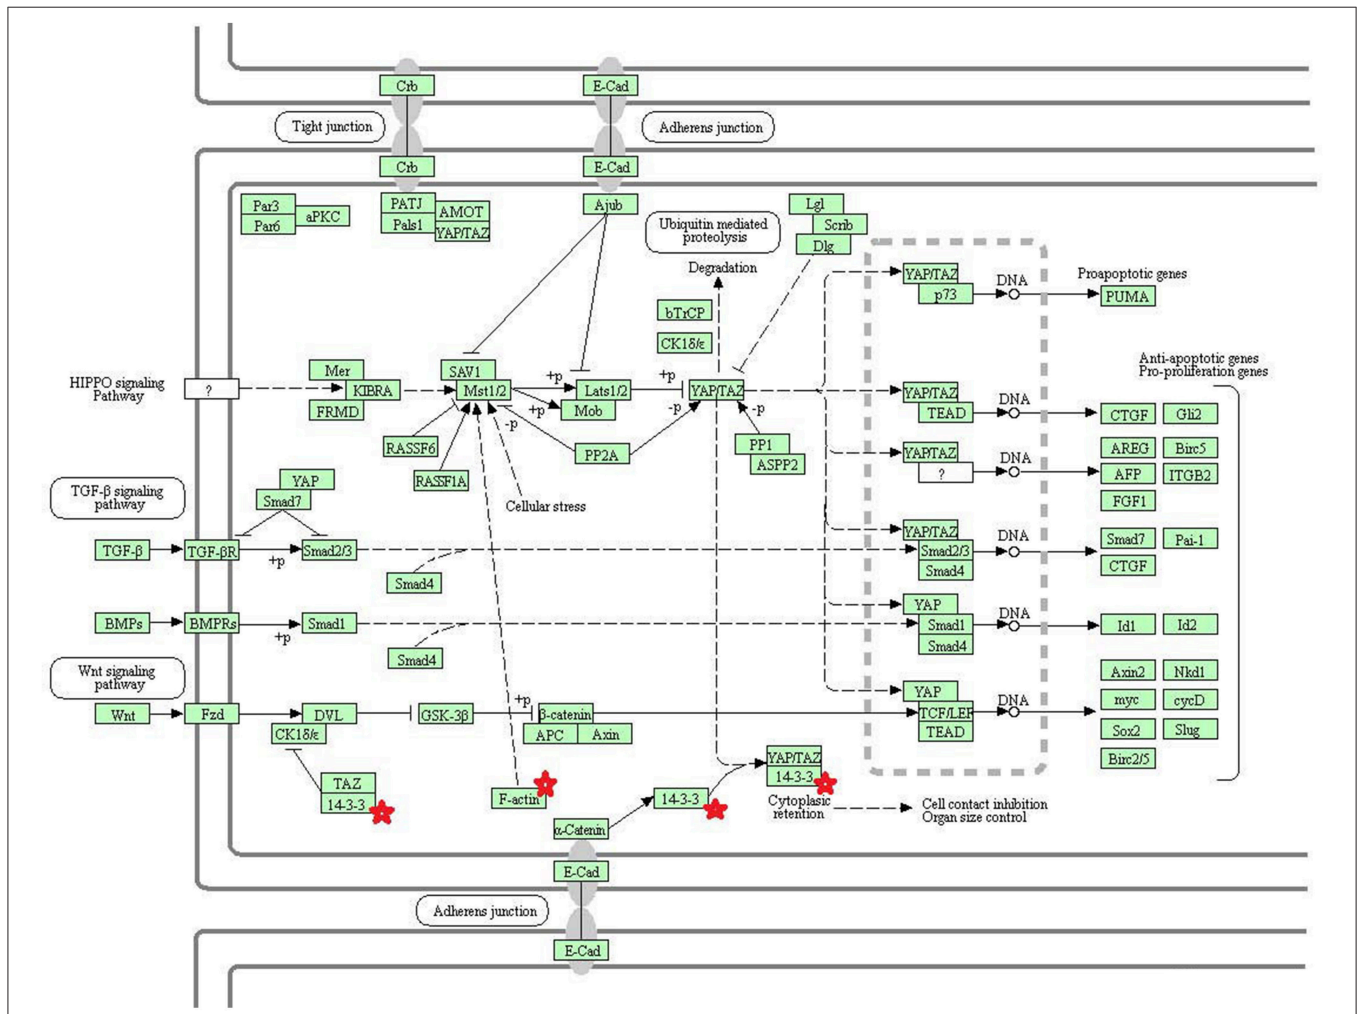 Crb
E-Cad
Tight junction
Adherens junction
Crb
E-Cad
Par3
Par6
aPKC
PATJ
Pals1
AMOT
YAP/TAZ
Ajub
Ubiquitin mediated
proteolysis
Lgl
Scrib
Dlg
Degradation
bTrCP
CK1δ/ε
YAP/TAZ
p73
DNA
Proapoptotic genes
PUMA
Anti-apoptotic genes
Pro-proliferation genes
HIPPO signaling
Pathway
?
Mer
KIBRA
FRMD
SAV1
Mst1/2
+p
+p
-p
Lats1/2
Mob
+p
-p
YAP/TAZ
-p
RASSF6
RASSF1A
PP2A
PP1
ASPP2
Cellular stress
YAP/TAZ
TEAD
DNA
CTGF
Gli2
YAP/TAZ
?
DNA
AREG
Birc5
AFP
ITGB2
FGF1
TGF-β signaling
pathway
YAP
Smad7
TGF-β
TGF-βR
+p
Smad2/3
Smad4
YAP/TAZ
Smad2/3
Smad4
DNA
Smad7
Pai-1
CTGF
BMPs
BMPRs
+p
Smad1
Smad4
YAP
Smad1
Smad4
DNA
Id1
Id2
Wnt signaling
pathway
Wnt
Fzd
DVL
CK1δ/ε
GSK-3β
+p
β-catenin
APC
Axin
YAP
TCF/LEF
TEAD
DNA
Axin2
Nkd1
myc
cycD
Sox2
Slug
Birc2/5
TAZ
14-3-3
F-actin
14-3-3
YAP/TAZ
14-3-3
Cytoplasic
retention
Cell contact inhibition
Organ size control
α-Catenin
E-Cad
Adherens junction
E-Cad